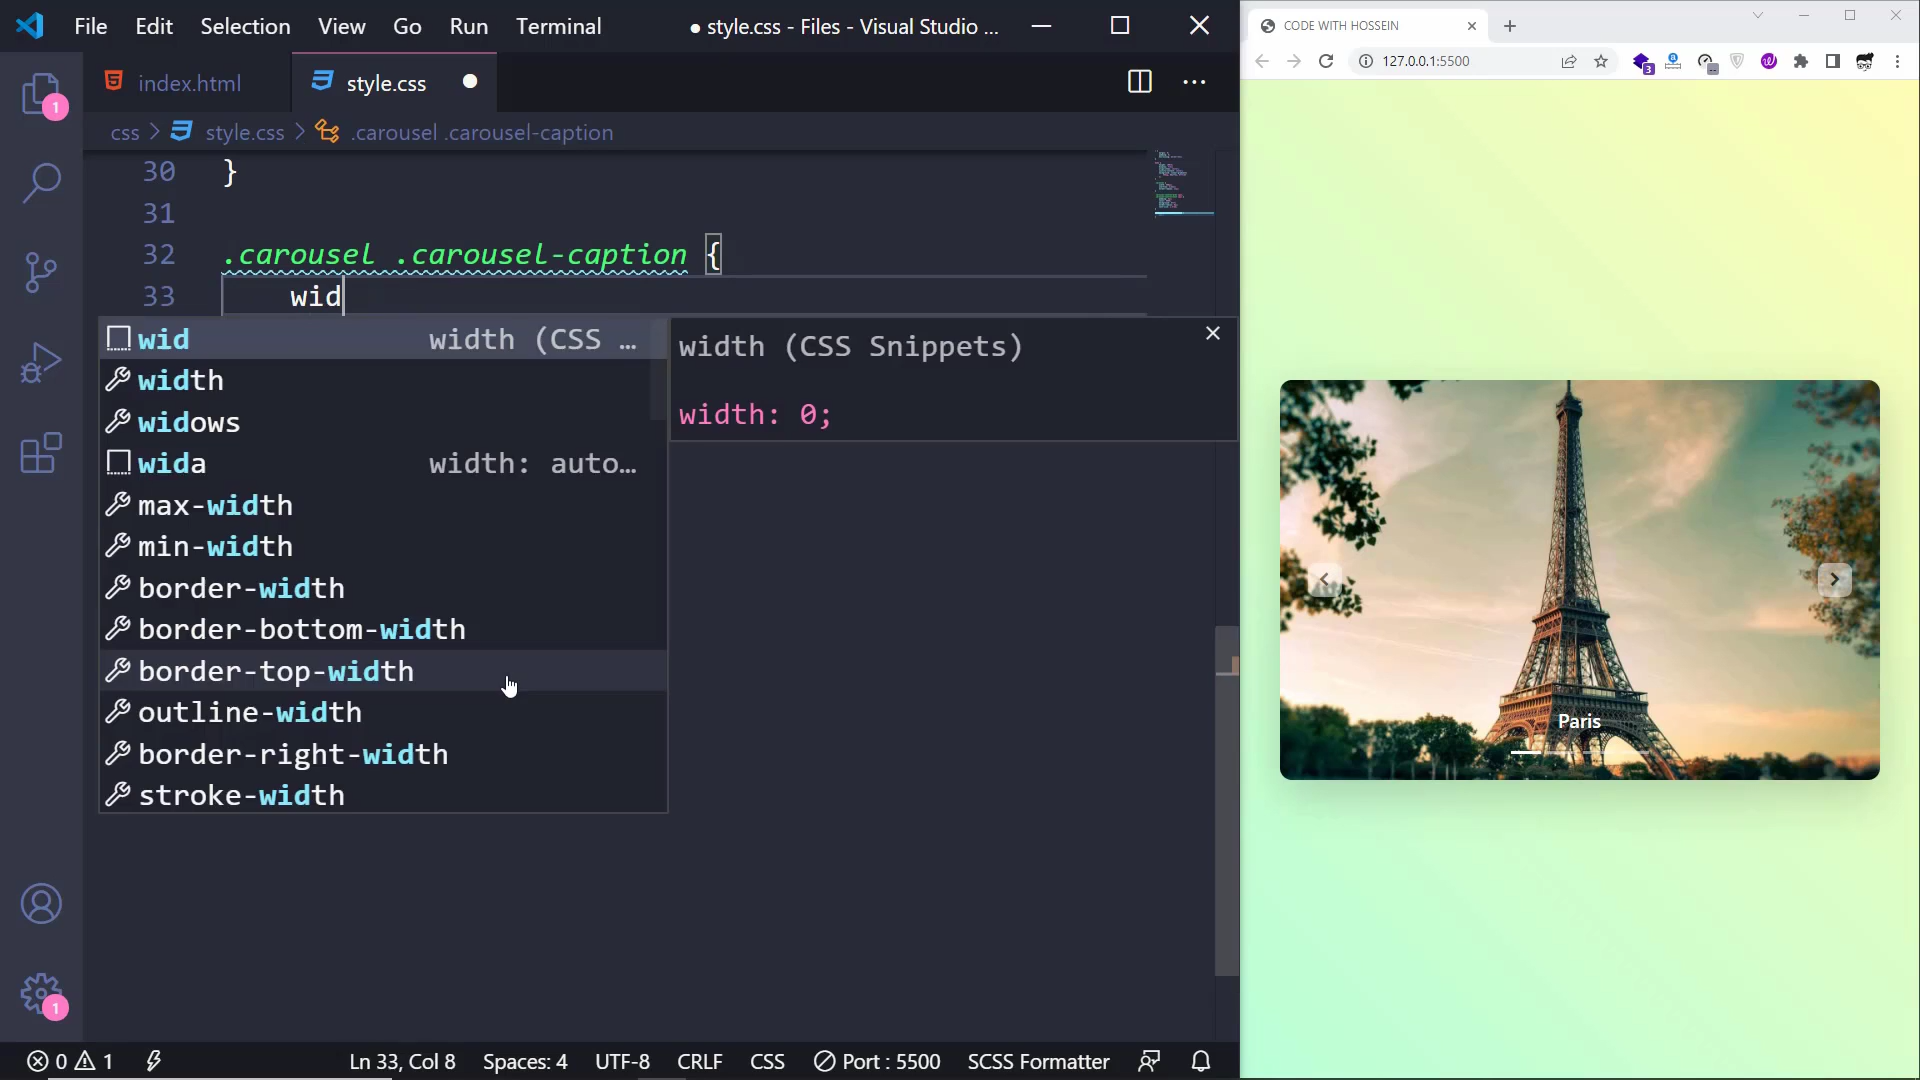 File Edit Selection View Go Run Terminal ● style.css - Files - Visual Studio ...
index.html style.css
css > style.css > .carousel .carousel-caption
30 }
31
32 .carousel .carousel-caption {
33 wid
wid width (CSS …
width
widows
wida width: auto…
max-width
min-width
border-width
border-bottom-width
border-top-width
outline-width
border-right-width
stroke-width
width (CSS Snippets)
width: 0;
1
1
0 1 Ln 33, Col 8 Spaces: 4 UTF-8 CRLF CSS Port : 5500 SCSS Formatter
CODE WITH HOSSEIN
127.0.0.1:5500
3
Paris